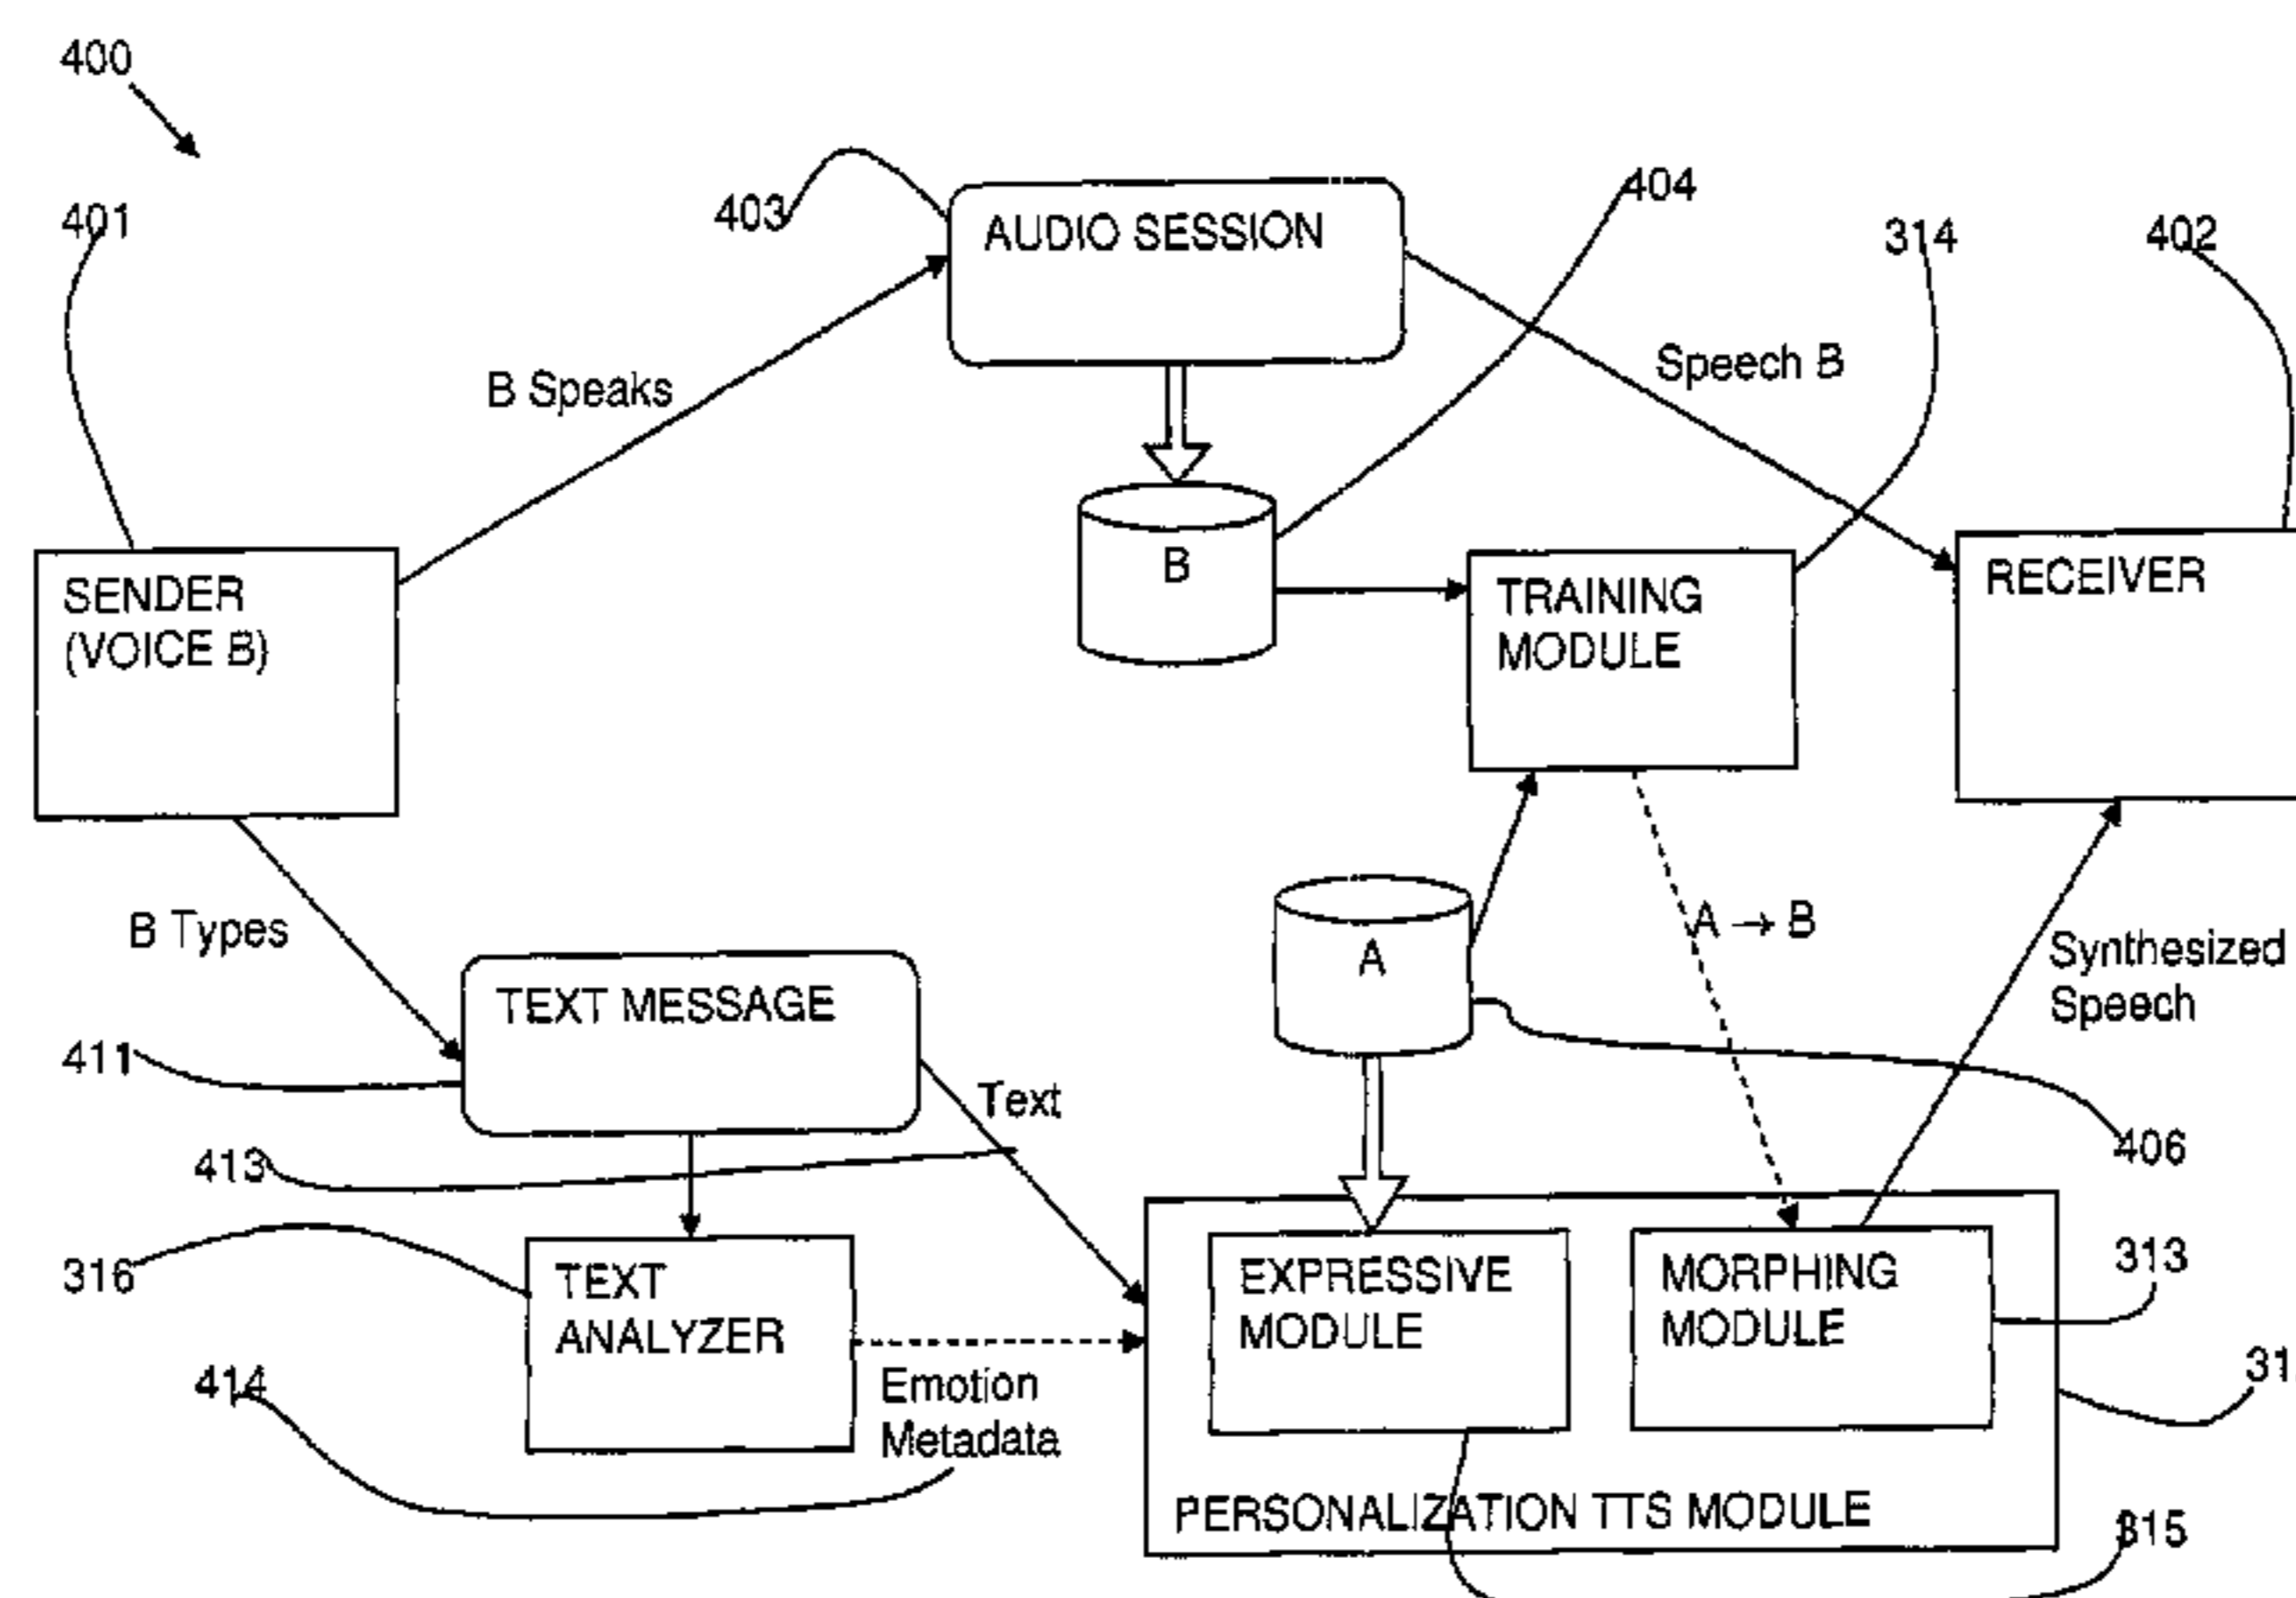 400
401
403
AUDIO SESSION
404
314
402
B Speaks
Speech B
SENDER
(VOICE B)
B
TRAINING
MODULE
RECEIVER
B Types
A
A → B
Synthesized
Speech
TEXT MESSAGE
411
Text
413
406
316
TEXT
ANALYZER
EXPRESSIVE
MODULE
MORPHING
MODULE
313
414
Emotion
Metadata
31
PERSONALIZATION TTS MODULE
315